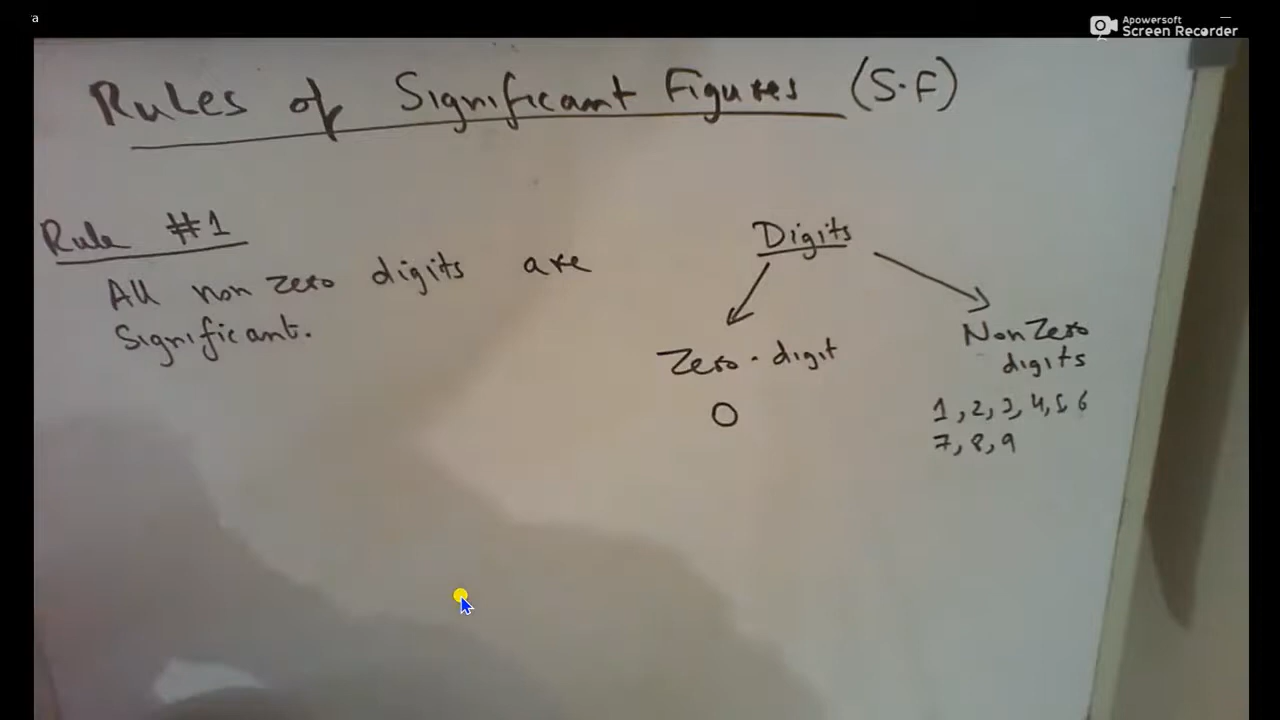 ra
Apowersoft
Screen Recorder
Rules of Significant Figures (S.F)
Rule #1
All non zero digits are
Significant.
Digits
Zero - digit
0
Non Zero
digits
1, 2, 3, 4, 5, 6
7, 8, 9